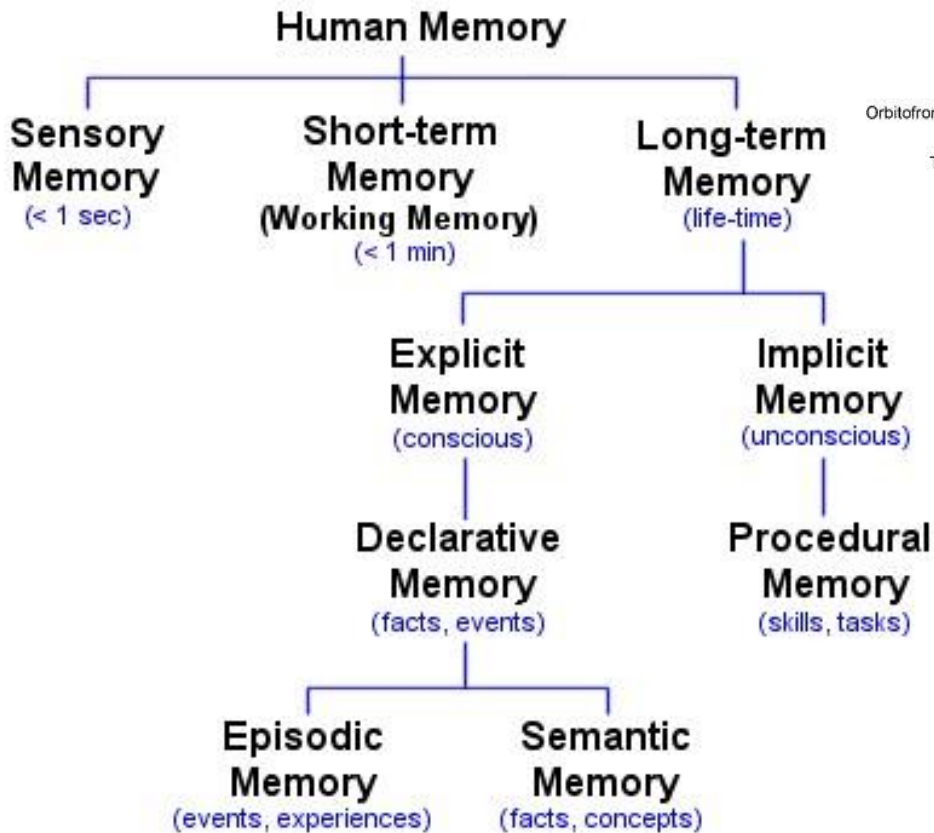 Human Memory
Sensory
Memory
(< 1 sec)
Short-term
Memory
(Working Memory)
(< 1 min)
Long-term
Memory
(life-time)
Explicit
Memory
(conscious)
Implicit
Memory
(unconscious)
Declarative
Memory
(facts, events)
Procedural
Memory
(skills, tasks)
Episodic
Memory
(events, experiences)
Semantic
Memory
(facts, concepts)